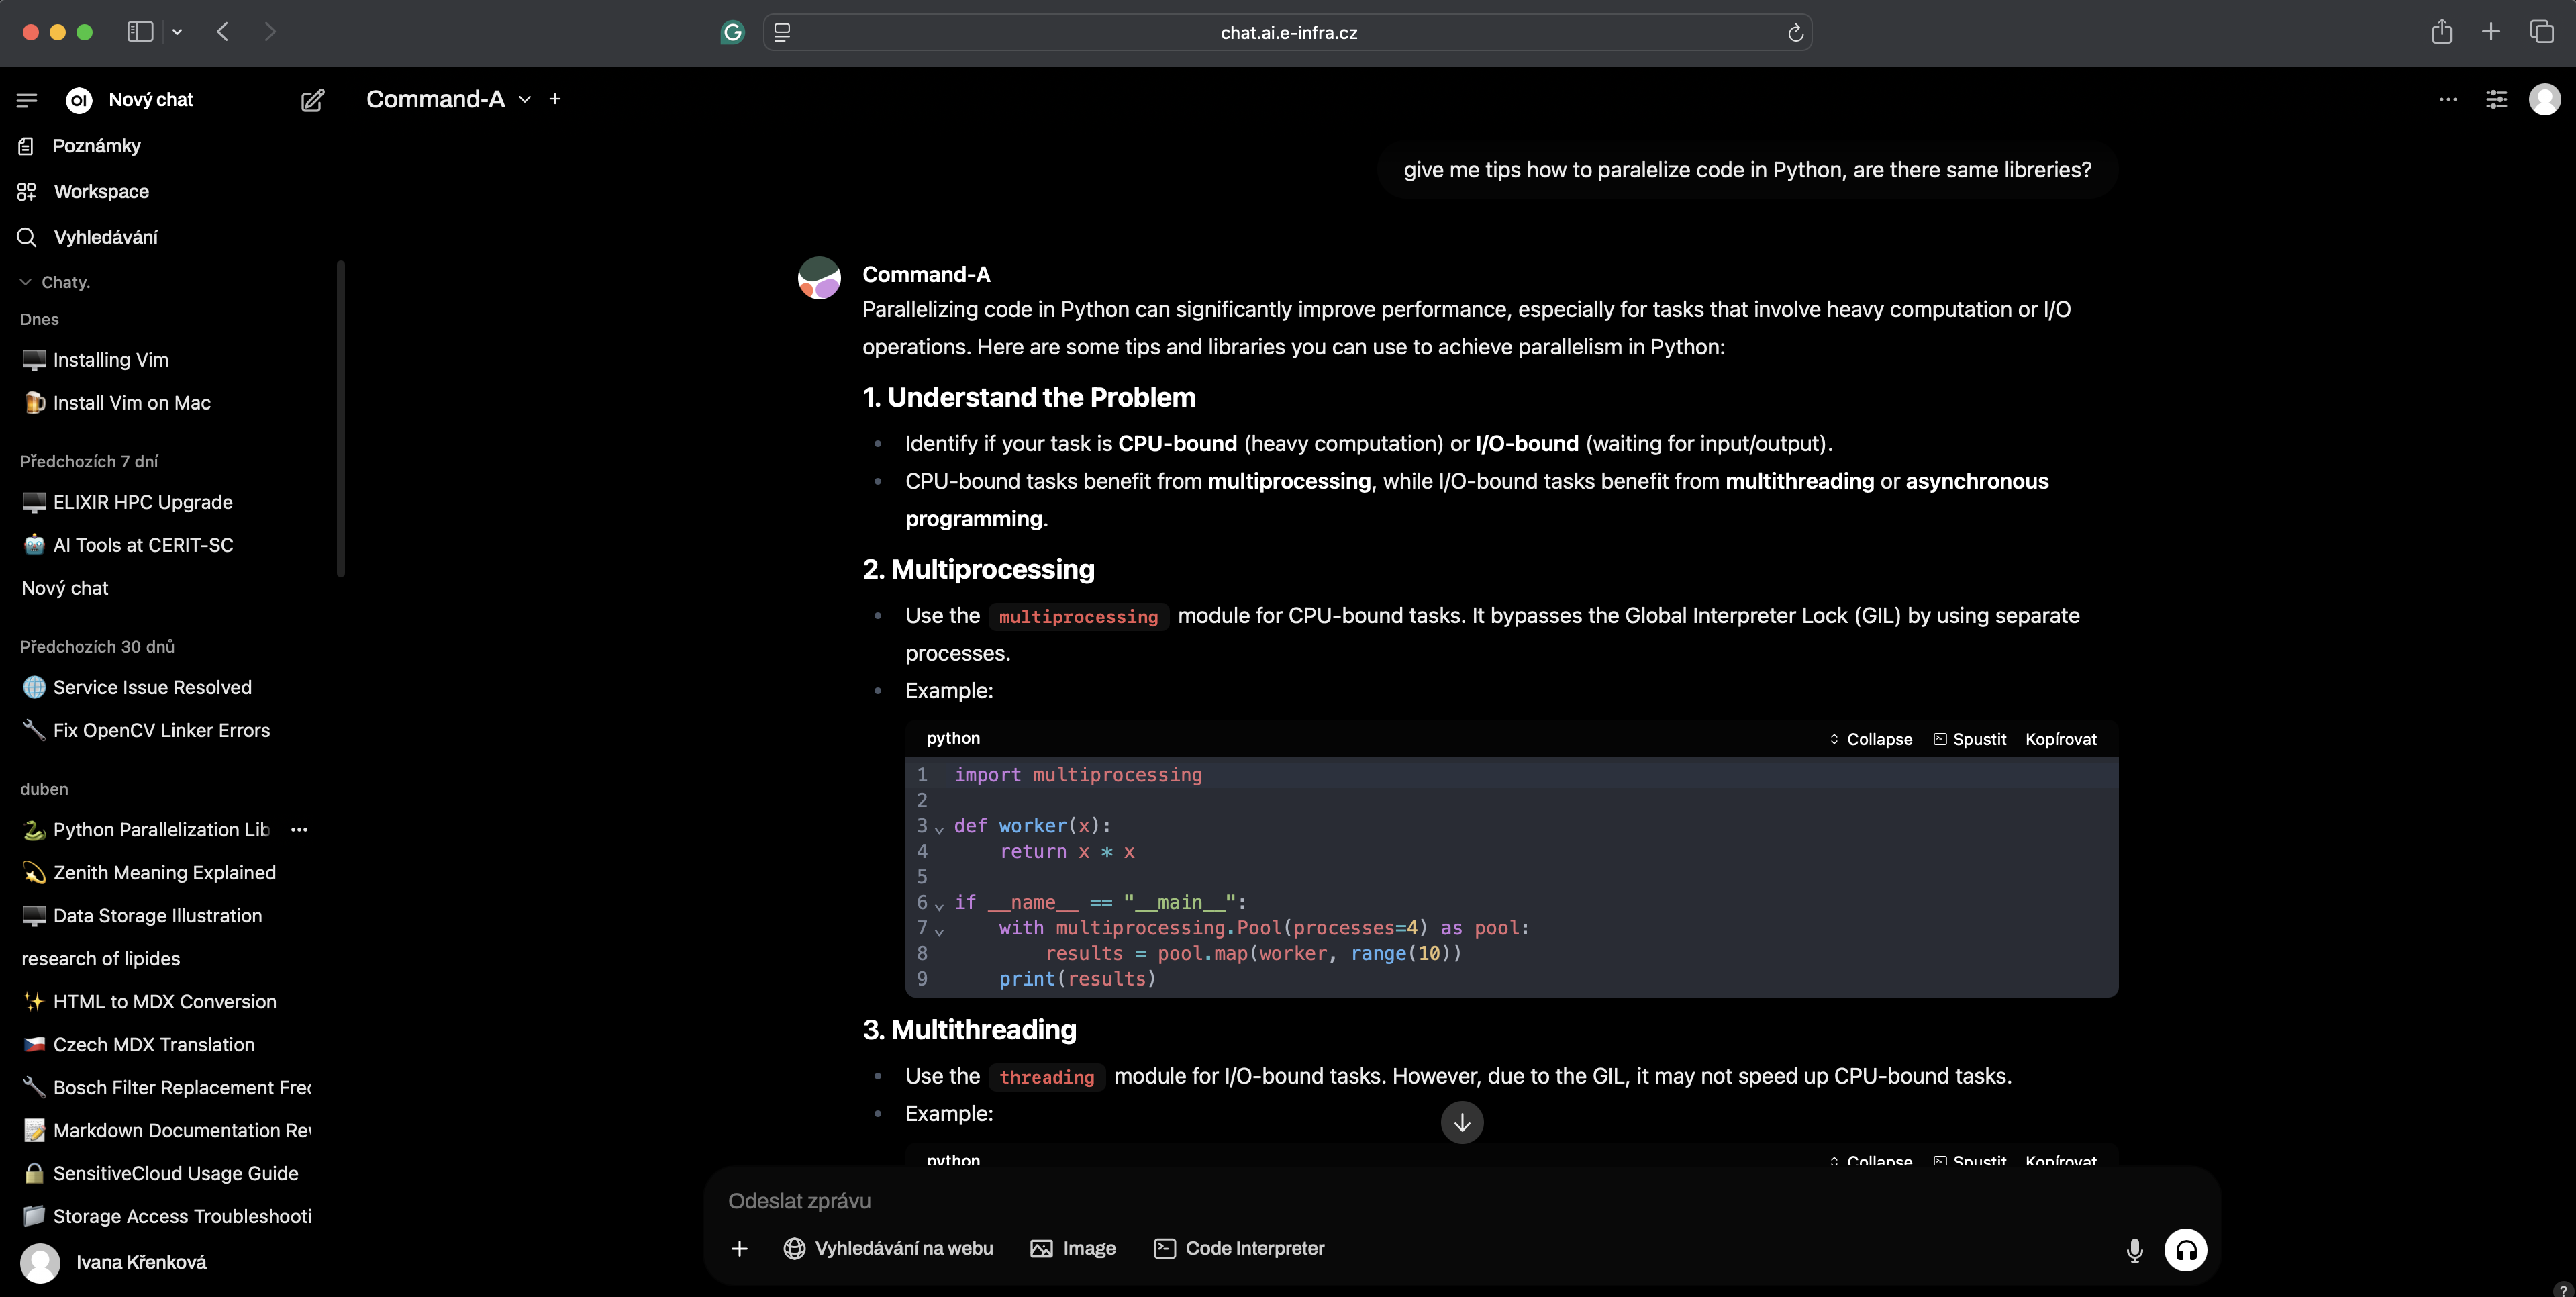 chat.ai.e-infra.cz
OI Nový chat
Command-A
Poznámky
Workspace
Vyhledávání
Chaty.
Dnes
Installing Vim
Install Vim on Mac
Předchozích 7 dní
ELIXIR HPC Upgrade
AI Tools at CERIT-SC
Nový chat
Předchozích 30 dnů
Service Issue Resolved
Fix OpenCV Linker Errors
duben
Python Parallelization Lib
Zenith Meaning Explained
Data Storage Illustration
research of lipides
HTML to MDX Conversion
Czech MDX Translation
Bosch Filter Replacement Frec
Markdown Documentation Rev
SensitiveCloud Usage Guide
Storage Access Troubleshooti
Ivana Křenková
give me tips how to paralelize code in Python, are there same libreries?
Command-A
Parallelizing code in Python can significantly improve performance, especially for tasks that involve heavy computation or I/O
operations. Here are some tips and libraries you can use to achieve parallelism in Python:
1. Understand the Problem
• Identify if your task is CPU-bound (heavy computation) or I/O-bound (waiting for input/output).
• CPU-bound tasks benefit from multiprocessing, while I/O-bound tasks benefit from multithreading or asynchronous
programming.
2. Multiprocessing
• Use the multiprocessing module for CPU-bound tasks. It bypasses the Global Interpreter Lock (GIL) by using separate
processes.
• Example:
python Collapse Spustit Kopírovat
1 import multiprocessing
2
3 def worker(x):
4     return x * x
5
6 if __name__ == "__main__":
7     with multiprocessing.Pool(processes=4) as pool:
8         results = pool.map(worker, range(10))
9     print(results)
3. Multithreading
• Use the threading module for I/O-bound tasks. However, due to the GIL, it may not speed up CPU-bound tasks.
• Example:
python Collapse Spustit Kopírovat
Odeslat zprávu
Vyhledávání na webu Image Code Interpreter
?